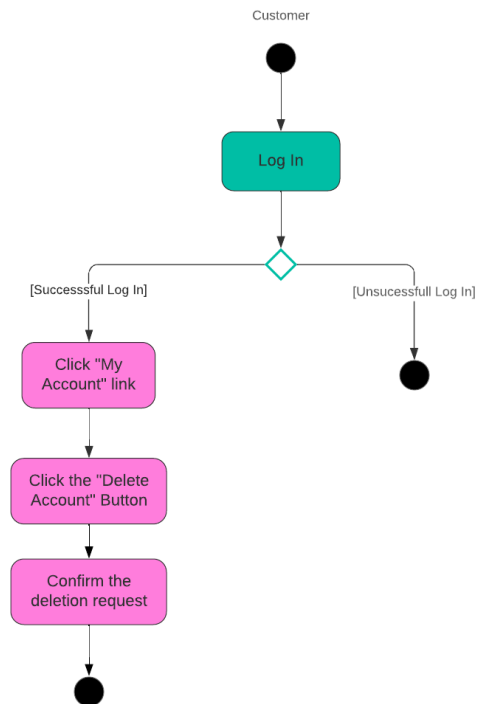 Customer
Log In
[Successsful Log In]
[Unsucessfull Log In]
Click "My
Account" link
Click the "Delete
Account" Button
Confirm the
deletion request